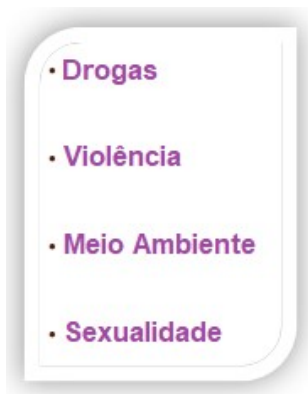 • Drogas
• Violência
• Meio Ambiente
• Sexualidade